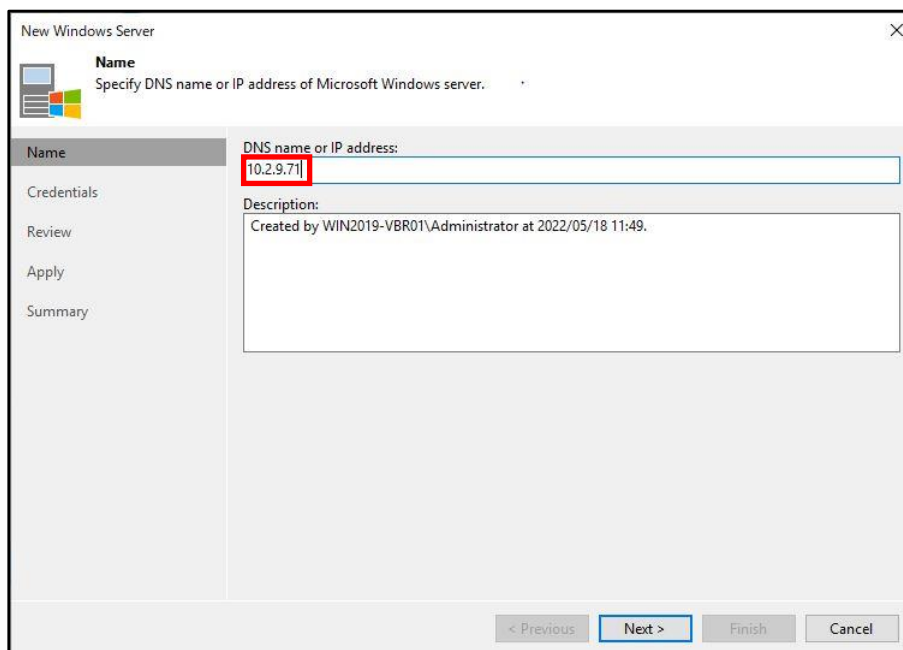 New Windows Server
Name
Specify DNS name or IP address of Microsoft Windows server.
Name
Credentials
Review
Apply
Summary
DNS name or IP address:
10.2.9.71
Description:
Created by WIN2019-VBR01\Administrator at 2022/05/18 11:49.
< Previous
Next >
Finish
Cancel